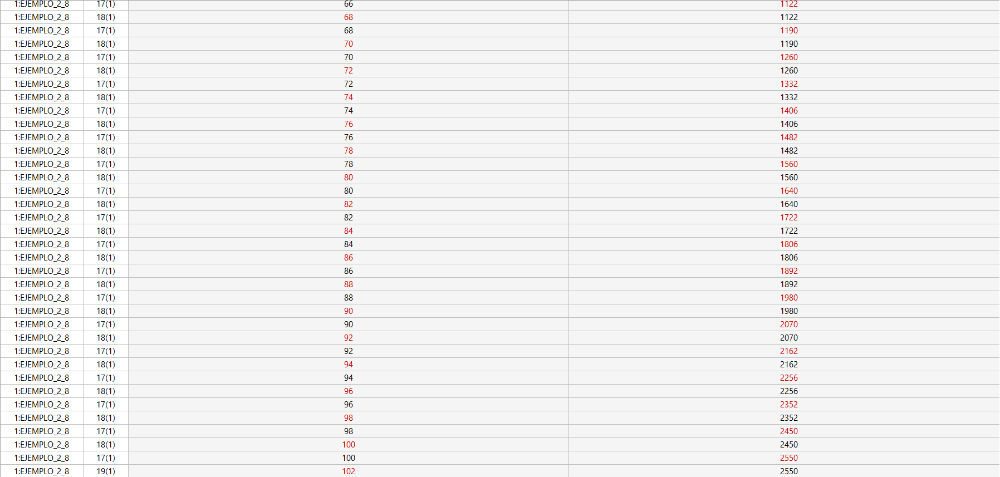 1:EJEMPLO_2_8 17(1) 66 1122
1:EJEMPLO_2_8 18(1) 68 1122
1:EJEMPLO_2_8 17(1) 68 1190
1:EJEMPLO_2_8 18(1) 70 1190
1:EJEMPLO_2_8 17(1) 70 1260
1:EJEMPLO_2_8 18(1) 72 1260
1:EJEMPLO_2_8 17(1) 72 1332
1:EJEMPLO_2_8 18(1) 74 1332
1:EJEMPLO_2_8 17(1) 74 1406
1:EJEMPLO_2_8 18(1) 76 1406
1:EJEMPLO_2_8 17(1) 76 1482
1:EJEMPLO_2_8 18(1) 78 1482
1:EJEMPLO_2_8 17(1) 78 1560
1:EJEMPLO_2_8 18(1) 80 1560
1:EJEMPLO_2_8 17(1) 80 1640
1:EJEMPLO_2_8 18(1) 82 1640
1:EJEMPLO_2_8 17(1) 82 1722
1:EJEMPLO_2_8 18(1) 84 1722
1:EJEMPLO_2_8 17(1) 84 1806
1:EJEMPLO_2_8 18(1) 86 1806
1:EJEMPLO_2_8 17(1) 86 1892
1:EJEMPLO_2_8 18(1) 88 1892
1:EJEMPLO_2_8 17(1) 88 1980
1:EJEMPLO_2_8 18(1) 90 1980
1:EJEMPLO_2_8 17(1) 90 2070
1:EJEMPLO_2_8 18(1) 92 2070
1:EJEMPLO_2_8 17(1) 92 2162
1:EJEMPLO_2_8 18(1) 94 2162
1:EJEMPLO_2_8 17(1) 94 2256
1:EJEMPLO_2_8 18(1) 96 2256
1:EJEMPLO_2_8 17(1) 96 2352
1:EJEMPLO_2_8 18(1) 98 2352
1:EJEMPLO_2_8 17(1) 98 2450
1:EJEMPLO_2_8 18(1) 100 2450
1:EJEMPLO_2_8 17(1) 100 2550
1:EJEMPLO_2_8 19(1) 102 2550